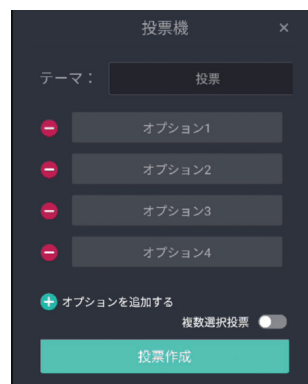 投票機 ×
テーマ： 投票
オプション1
オプション2
オプション3
オプション4
オプションを追加する
複数選択投票
投票作成